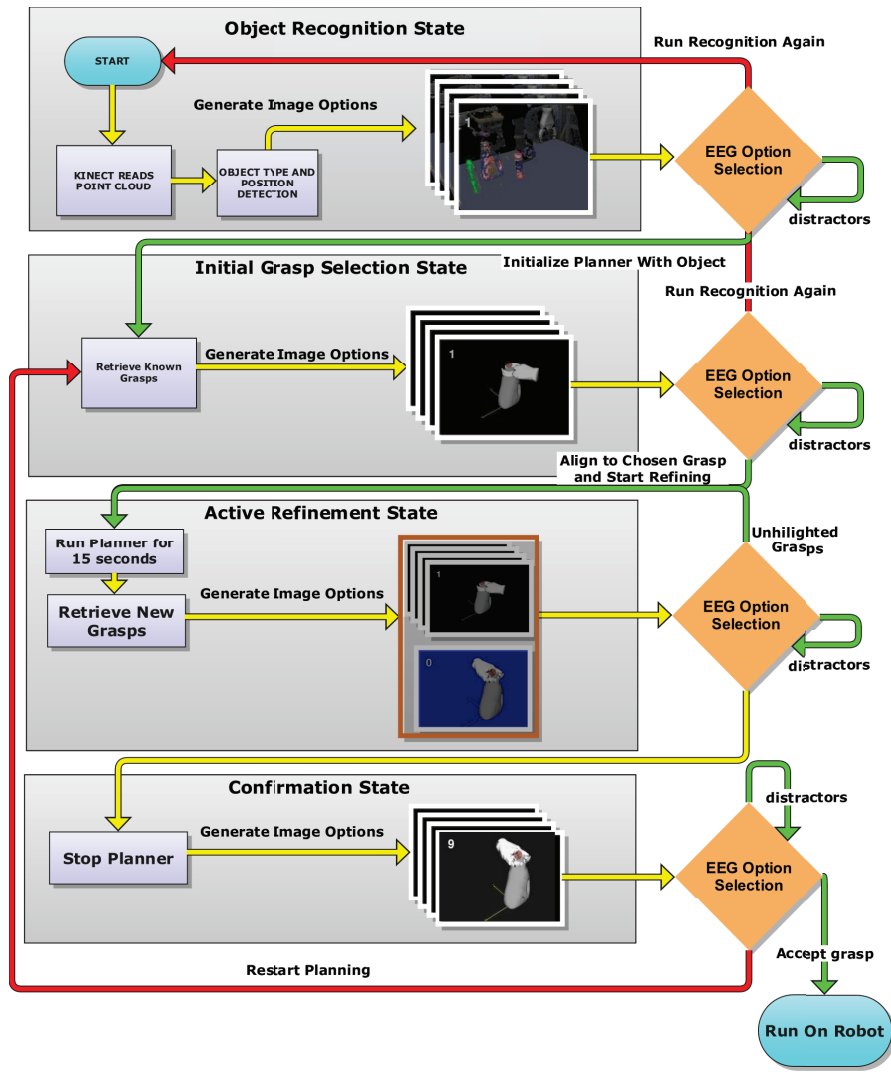 Object Recognition State
Run Recognition Again
START
Generate Image Options
1
KINECT READS
POINT CLOUD
OBJECT TYPE AND
POSITION
DETECTION
EEG Option
Selection
distractors
Initialize Planner With Object
Initial Grasp Selection State
Run Recognition Again
Retrieve Known
Grasps
Generate Image Options
1
EEG Option
Selection
distractors
Align to Chosen Grasp
and Start Refining
Active Refinement State
Unhilighted
Grasps
Run Planner for
15 seconds
Retrieve New
Grasps
Generate Image Options
1
0
EEG Option
Selection
distractors
Confirmation State
distractors
Stop Planner
Generate Image Options
9
EEG Option
Selection
Accept grasp
Restart Planning
Run On Robot